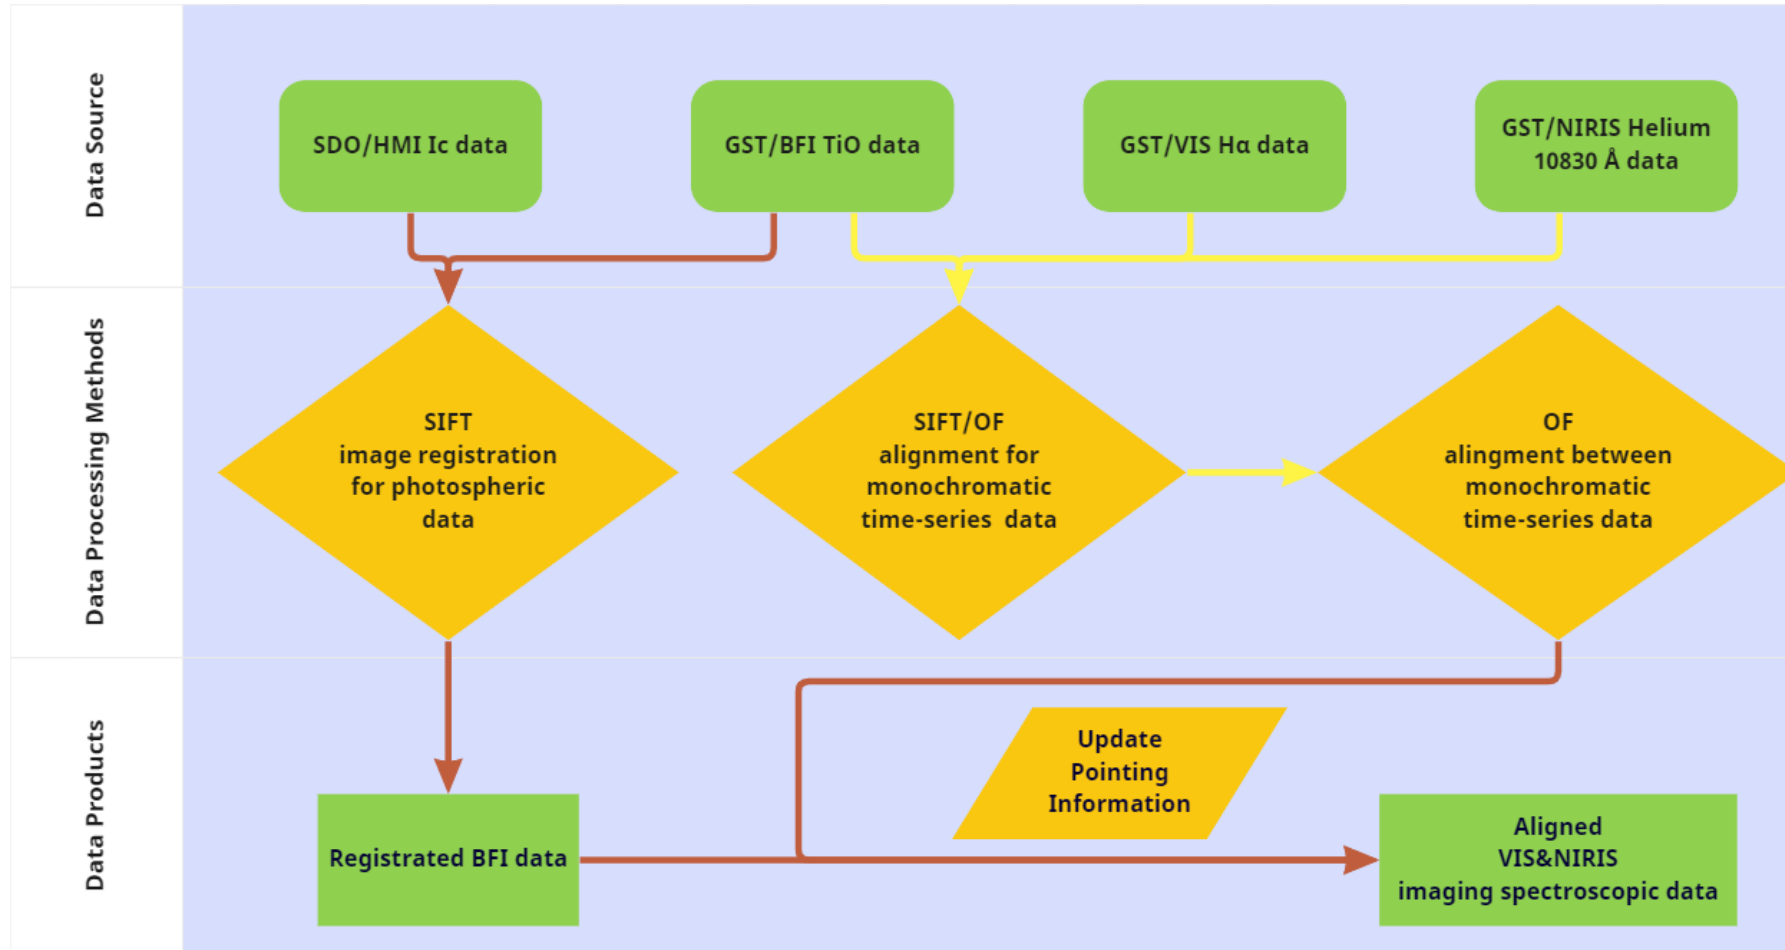 Data Source
SDO/HMI Ic data
GST/BFI TiO data
GST/VIS Hα data
GST/NIRIS Helium
10830 Å data
Data Processing Methods
SIFT
image registration
for photospheric
data
SIFT/OF
alignment for
monochromatic
time-series data
OF
alingment between
monochromatic
time-series data
Data Products
Registrated BFI data
Update
Pointing
Information
Aligned
VIS&NIRIS
imaging spectroscopic data